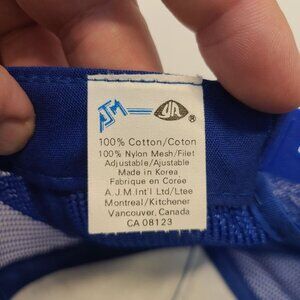 AJM
®
100% Cotton/Coton
100% Nylon Mesh/Filet
Adjustable/Ajustable
Made in Korea
Fabrique en Coree
A.J.M. Int'l Ltd/Ltee
Montreal/Kitchener
Vancouver, Canada
CA 08123